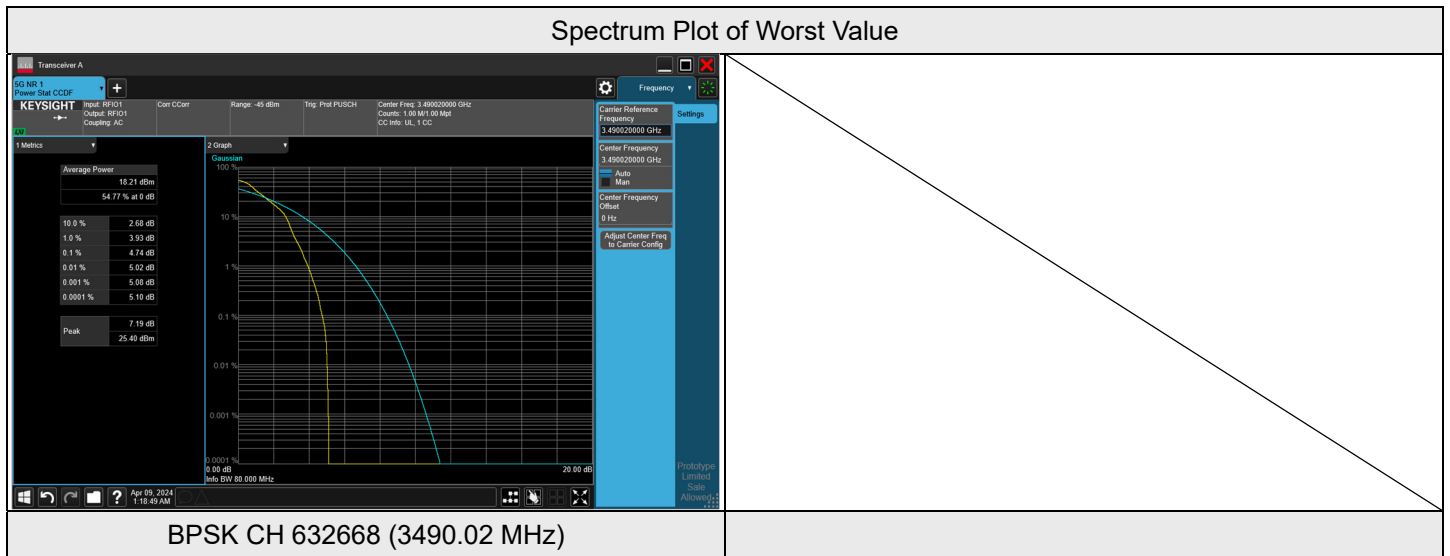 Spectrum Plot of Worst Value
Transceiver A
5G NR 1
Power Stat CCDF
+
Frequency
KEYSIGHT
Input: RFIO1
Output: RFIO1
Coupling: AC
Corr CCorr
Range: -45 dBm
Trig: Prot PUSCH
Center Freq: 3.490020000 GHz
Counts: 1.00 M/1.00 Mpt
CC Info: UL, 1 CC
LXI
1 Metrics
Average Power
18.21 dBm
54.77 % at 0 dB
10.0 % 2.68 dB
1.0 % 3.93 dB
0.1 % 4.74 dB
0.01 % 5.02 dB
0.001 % 5.08 dB
0.0001 % 5.10 dB
Peak
7.19 dB
25.40 dBm
2 Graph
Gaussian
100 %
10 %
1 %
0.1 %
0.01 %
0.001 %
0.0001 %
0.00 dB
20.00 dB
Info BW 80.000 MHz
Carrier Reference
Frequency
3.490020000 GHz
Center Frequency
3.490020000 GHz
Auto
Man
Center Frequency
Offset
0 Hz
Adjust Center Freq
to Carrier Config
Settings
Prototype
Limited
Sale
Allowed
?
Apr 09, 2024
1:18:49 AM
BPSK CH 632668 (3490.02 MHz)